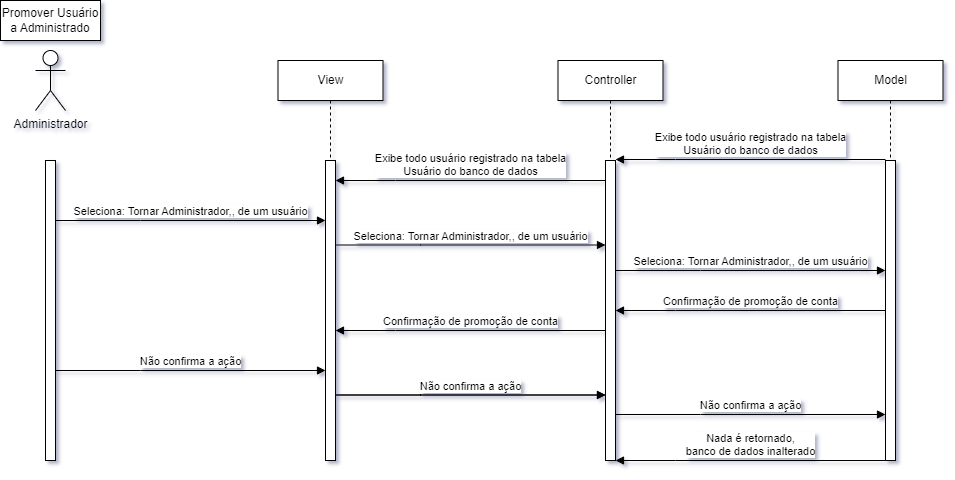 Promover Usuário
a Administrado
Administrador
View
Controller
Model
Exibe todo usuário registrado na tabela
Usuário do banco de dados
Exibe todo usuário registrado na tabela
Usuário do banco de dados
Seleciona: Tornar Administrador,, de um usuário
Seleciona: Tornar Administrador,, de um usuário
Seleciona: Tornar Administrador,, de um usuário
Confirmação de promoção de conta
Confirmação de promoção de conta
Não confirma a ação
Não confirma a ação
Não confirma a ação
Nada é retornado,
banco de dados inalterado